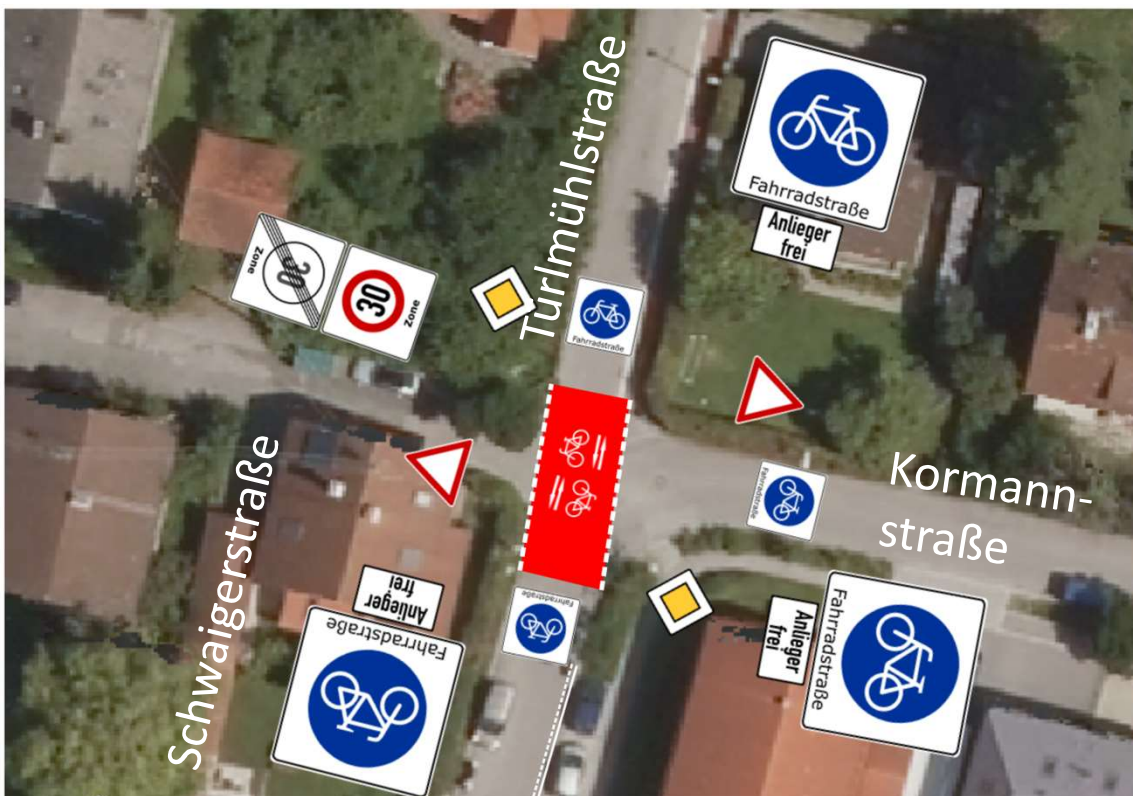 Turlmühlstraße
Fahrradstraße
Anlieger
frei
Zone
30
Zone
30
Fahrradstraße
Fahrradstraße
Kormann-
straße
Schwaigerstraße
Anlieger
frei
Fahrradstraße
Fahrradstraße
Anlieger
frei
Fahrradstraße